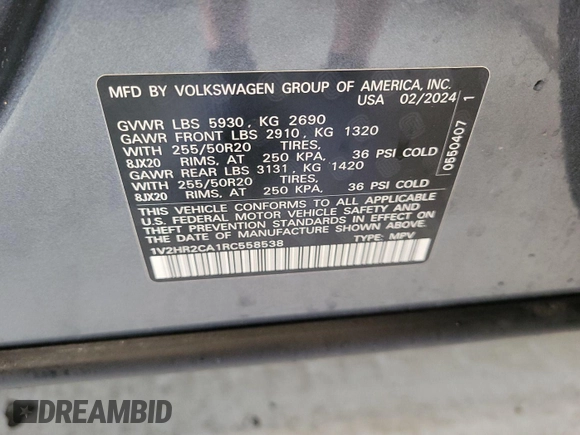 MFD BY VOLKSWAGEN GROUP OF AMERICA, INC.
USA 02/2024
GVWR LBS 5930, KG 2690
GAWR FRONT LBS 2910, KG 1320
WITH 255/50R20 TIRES,
8JX20 RIMS, AT 250 KPA, 36 PSI COLD
GAWR REAR LBS 3131, KG 1420
WITH 255/50R20 TIRES,
8JX20 RIMS, AT 250 KPA, 36 PSI COLD
THIS VEHICLE CONFORMS TO ALL APPLICABLE
U.S. FEDERAL MOTOR VEHICLE SAFETY AND
THEFT PREVENTION STANDARDS IN EFFECT ON
THE DATE OF MANUFACTURE SHOWN ABOVE.
1V2HR2CA1RC558538 TYPE: MPV
0550407 1
DREAMBID